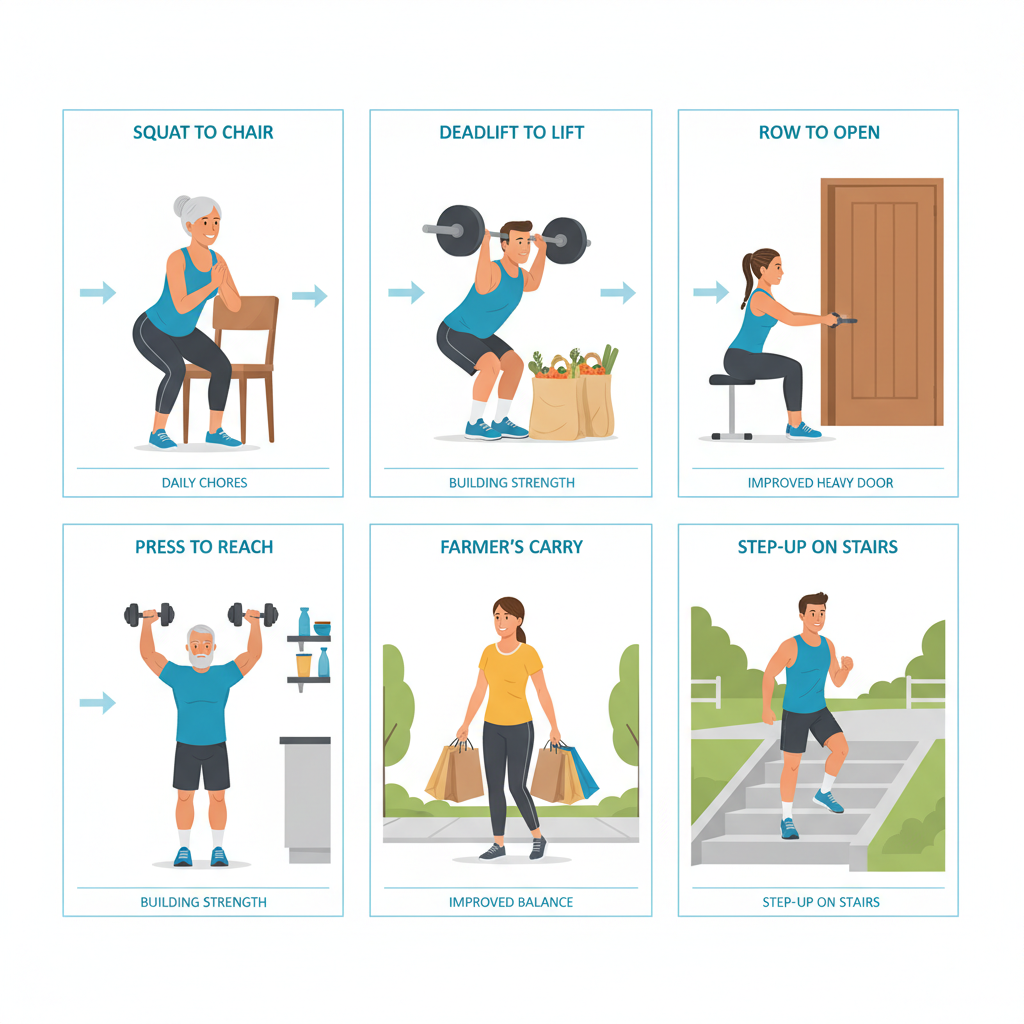 SQUAT TO CHAIR
DAILY CHORES
DEADLIFT TO LIFT
BUILDING STRENGTH
ROW TO OPEN
IMPROVED HEAVY DOOR
PRESS TO REACH
BUILDING STRENGTH
FARMER'S CARRY
IMPROVED BALANCE
STEP-UP ON STAIRS
STEP-UP ON STAIRS